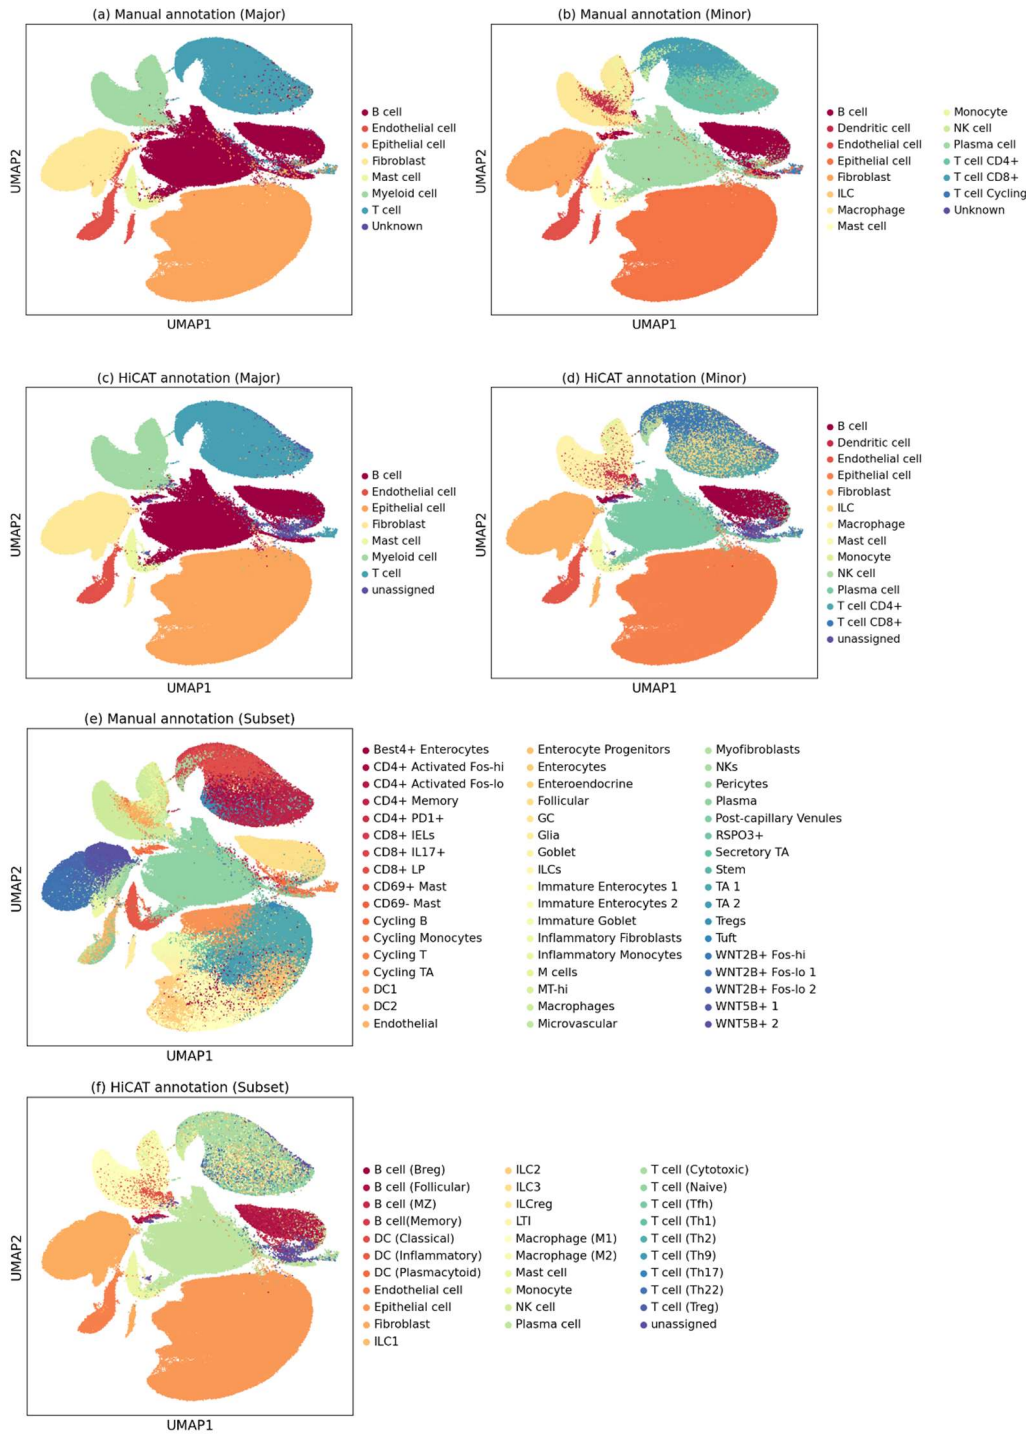 (a) Manual annotation (Major)
UMAP2
UMAP1
B cell
Endothelial cell
Epithelial cell
Fibroblast
Mast cell
Myeloid cell
T cell
Unknown
(b) Manual annotation (Minor)
UMAP2
UMAP1
B cell
Dendritic cell
Endothelial cell
Epithelial cell
Fibroblast
ILC
Macrophage
Mast cell
Monocyte
NK cell
Plasma cell
T cell CD4+
T cell CD8+
T cell Cycling
Unknown
(c) HiCAT annotation (Major)
UMAP2
UMAP1
B cell
Endothelial cell
Epithelial cell
Fibroblast
Mast cell
Myeloid cell
T cell
unassigned
(d) HiCAT annotation (Minor)
UMAP2
UMAP1
B cell
Dendritic cell
Endothelial cell
Epithelial cell
Fibroblast
ILC
Macrophage
Mast cell
Monocyte
NK cell
Plasma cell
T cell CD4+
T cell CD8+
unassigned
(e) Manual annotation (Subset)
UMAP2
UMAP1
Best4+ Enterocytes
CD4+ Activated Fos-hi
CD4+ Activated Fos-lo
CD4+ Memory
CD4+ PD1+
CD8+ IELs
CD8+ IL17+
CD8+ LP
CD69+ Mast
CD69- Mast
Cycling B
Cycling Monocytes
Cycling T
Cycling TA
DC1
DC2
Endothelial
Enterocyte Progenitors
Enterocytes
Enteroendocrine
Follicular
GC
Glia
Goblet
ILCs
Immature Enterocytes 1
Immature Enterocytes 2
Immature Goblet
Inflammatory Fibroblasts
Inflammatory Monocytes
M cells
MT-hi
Macrophages
Microvascular
Myofibroblasts
NKs
Pericytes
Plasma
Post-capillary Venules
RSPO3+
Secretory TA
Stem
TA 1
TA 2
Tregs
Tuft
WNT2B+ Fos-hi
WNT2B+ Fos-lo 1
WNT2B+ Fos-lo 2
WNT5B+ 1
WNT5B+ 2
(f) HiCAT annotation (Subset)
UMAP2
UMAP1
B cell (Breg)
B cell (Follicular)
B cell (MZ)
B cell(Memory)
DC (Classical)
DC (Inflammatory)
DC (Plasmacytoid)
Endothelial cell
Epithelial cell
Fibroblast
ILC1
ILC2
ILC3
ILCreg
LTI
Macrophage (M1)
Macrophage (M2)
Mast cell
Monocyte
NK cell
Plasma cell
T cell (Cytotoxic)
T cell (Naive)
T cell (Tfh)
T cell (Th1)
T cell (Th2)
T cell (Th9)
T cell (Th17)
T cell (Th22)
T cell (Treg)
unassigned